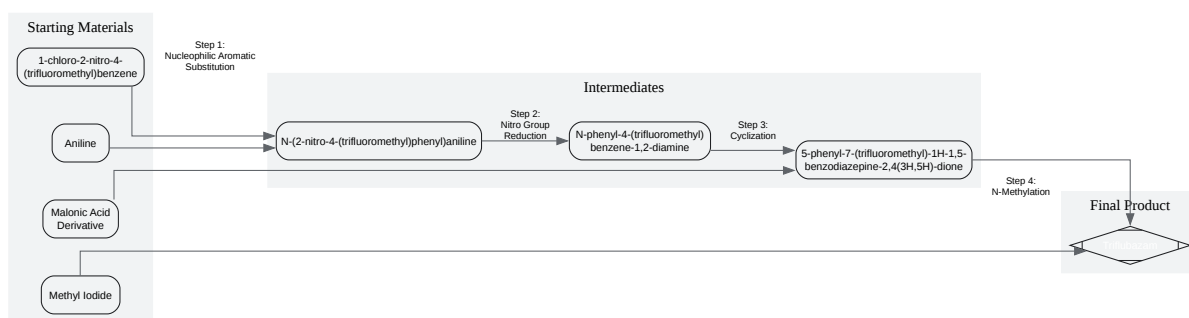 Starting Materials
1-chloro-2-nitro-4-
(trifluoromethyl)benzene
Aniline
Malonic Acid
Derivative
Methyl Iodide
Step 1:
Nucleophilic Aromatic
Substitution
Intermediates
N-(2-nitro-4-(trifluoromethyl)phenyl)aniline
Step 2:
Nitro Group
Reduction
N-phenyl-4-(trifluoromethyl)
benzene-1,2-diamine
Step 3:
Cyclization
5-phenyl-7-(trifluoromethyl)-1H-1,5-
benzodiazepine-2,4(3H,5H)-dione
Step 4:
N-Methylation
Final Product
Triflubazam